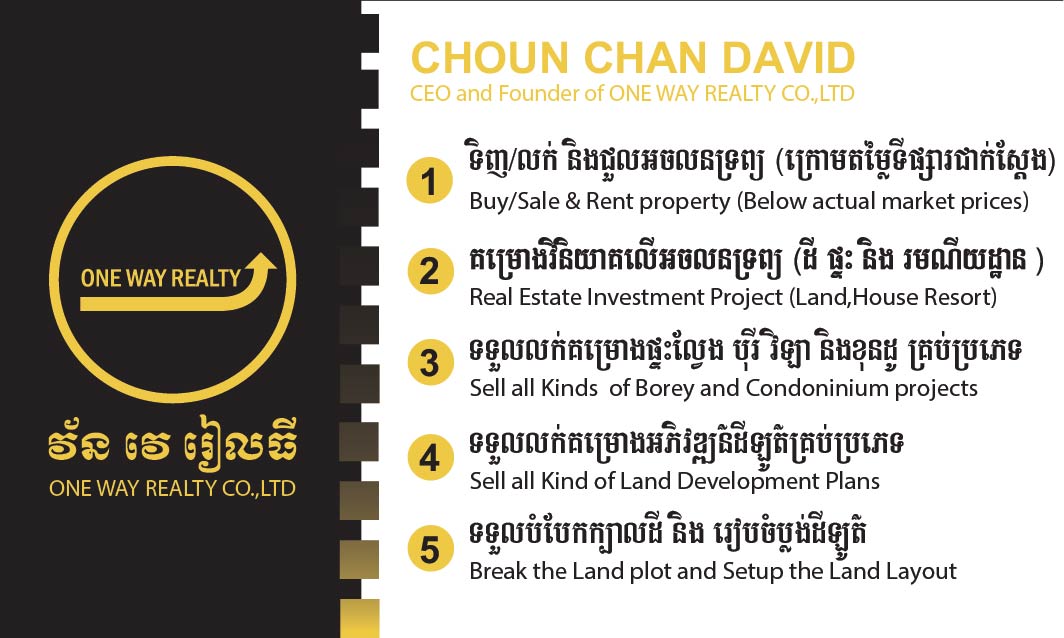 ONE WAY REALTY
វ័ន វេ រៀលធី
ONE WAY REALTY CO.,LTD
CHOUN CHAN DAVID
CEO and Founder of ONE WAY REALTY CO.,LTD
1 ទិញ/លក់ និងជួលអចលនទ្រព្យ (ក្រោមតម្លៃទីផ្សារជាក់ស្តែង)
Buy/Sale & Rent property (Below actual market prices)
2 គម្រោងវិនិយោគលើអចលនទ្រព្យ (ដី ផ្ទះ និង រមណីយដ្ឋាន )
Real Estate Investment Project (Land,House Resort)
3 ទទួលលក់គម្រោងផ្ទះល្វែង បុរី វិឡា និងខុនដូ គ្រប់ប្រភេទ
Sell all Kinds of Borey and Condoninium projects
4 ទទួលលក់គម្រោងអភិវឌ្ឍន៍ដីឡូត៍គ្រប់ប្រភេទ
Sell all Kind of Land Development Plans
5 ទទួលបំបែកក្បាលដី និង រៀបចំប្លង់ដីឡូត៍
Break the Land plot and Setup the Land Layout